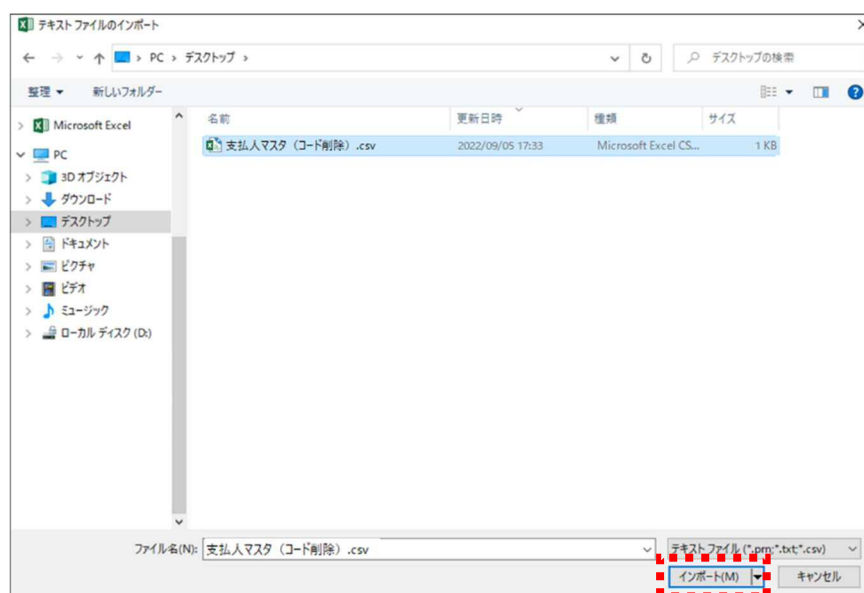 テキスト ファイルのインポート
PC > デスクトップ >
デスクトップの検索
整理
新しいフォルダー
名前 更新日時 種類 サイズ
支払人マスタ（コード削除）.csv 2022/09/05 17:33 Microsoft Excel CS... 1 KB
Microsoft Excel
PC
3D オブジェクト
ダウンロード
デスクトップ
ドキュメント
ピクチャ
ビデオ
ミュージック
ローカル ディスク (D:)
ファイル名(N): 支払人マスタ（コード削除）.csv
テキスト ファイル (*.prn;*.txt;*.csv)
インポート(M) キャンセル